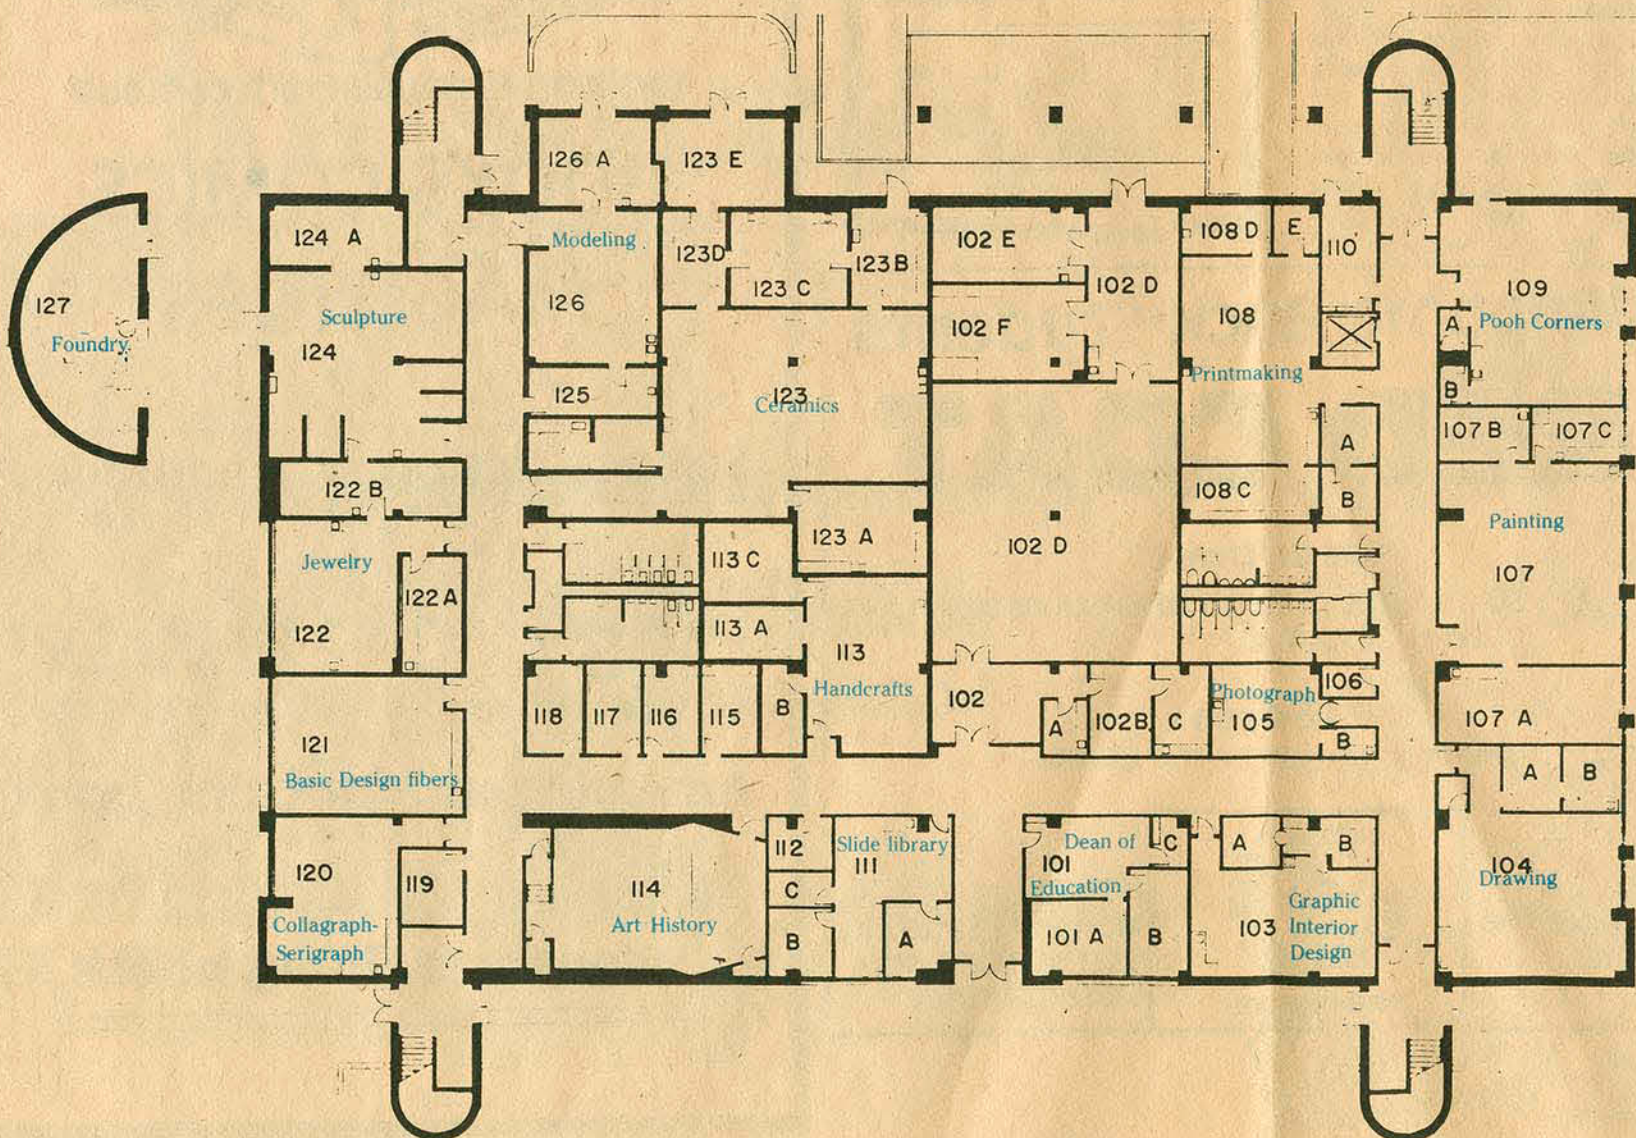 126 A
123 E
124 A
Modeling
126
123D
123 C
123B
102 E
102 F
102 D
108 D
E
110
108
Printmaking
109
Pooh Corners
A
B
127
Foundry
Sculpture
124
125
123
Ceramics
107 B
107 C
A
B
108 C
122 B
Jewelry
122
122 A
113 C
123 A
102 D
Painting
107
113 A
113
Handcrafts
118
117
116
115
B
102
A
102B
C
Photograph
105
106
B
107 A
A
B
121
Basic Design fibers
120
119
Collagraph-
Serigraph
114
Art History
112
C
B
Slide library
111
A
Dean of
101
Education
C
101 A
B
A
B
103
Graphic
Interior
Design
104
Drawing